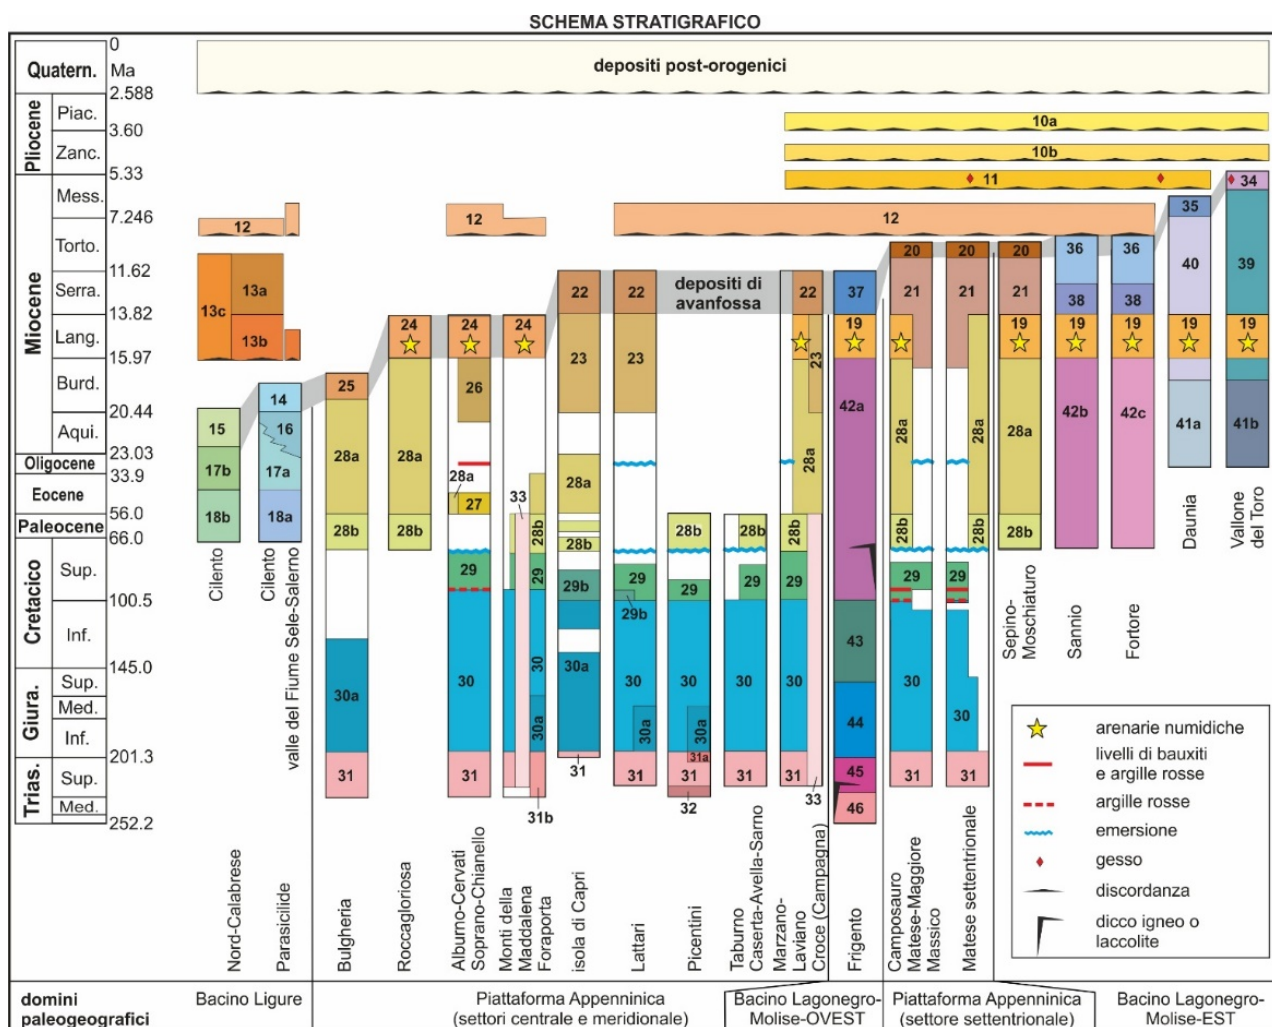 SCHEMA STRATIGRAFICO
0
Quatern.
Ma
depositi post-orogenici
2.588
Pliocene
Piac.
10a
3.60
Zanc.
10b
5.33
Miocene
Mess.
11
34
7.246
12
12
12
35
Torto.
20
20
20
36
36
40
39
11.62
Serra.
13c
13a
22
22
depositi di
avanfossa
22
37
21
21
21
38
38
13.82
Lang.
13b
24
24
24
23
23
23
19
19
19
19
19
19
15.97
Burd.
14
25
26
42a
20.44
Aqui.
15
16
28a
28a
28a
28a
28a
28a
42b
42c
41a
41b
23.03
Oligocene
17b
17a
33.9
Eocene
28a
27
33
28a
56.0
Paleocene
18b
18a
28b
28b
28b
28b
28b
28b
28b
28b
28b
66.0
Cretacico
Sup.
29
29
29b
29
29b
29
29
29
29
29
100.5
Inf.
43
145.0
Giura.
Sup.
Med.
Inf.
30a
30
30
30a
30a
30
30a
30
30a
30
30
44
30
30
201.3
Trias.
Sup.
Med.
31
31
31b
31
31
31a
31
32
31
31
33
45
46
31
31
252.2
Cilento
Cilento
valle del Fiume Sele-Salerno
Sepino-
Moschiaturo
Sannio
Fortore
Daunia
Vallone
del Toro
arenarie numidiche
livelli di bauxiti
e argille rosse
argille rosse
emersione
gesso
discordanza
dicco igneo o
laccolite
Nord-Calabrese
Parasicilide
Bulgheria
Roccagloriosa
Alburno-Cervati
Soprano-Chianello
Monti della
Maddalena
Foraporta
isola di Capri
Lattari
Picentini
Taburno
Caserta-Avella-Sarno
Marzano-
Laviano
Croce (Campagna)
Frigento
Camposauro
Matese-Maggiore
Massico
Matese settentrionale
domini
paleogeografici
Bacino Ligure
Piattaforma Appenninica
(settori centrale e meridionale)
Bacino Lagonegro-
Molise-OVEST
Piattaforma Appenninica
(settore settentrionale)
Bacino Lagonegro-
Molise-EST